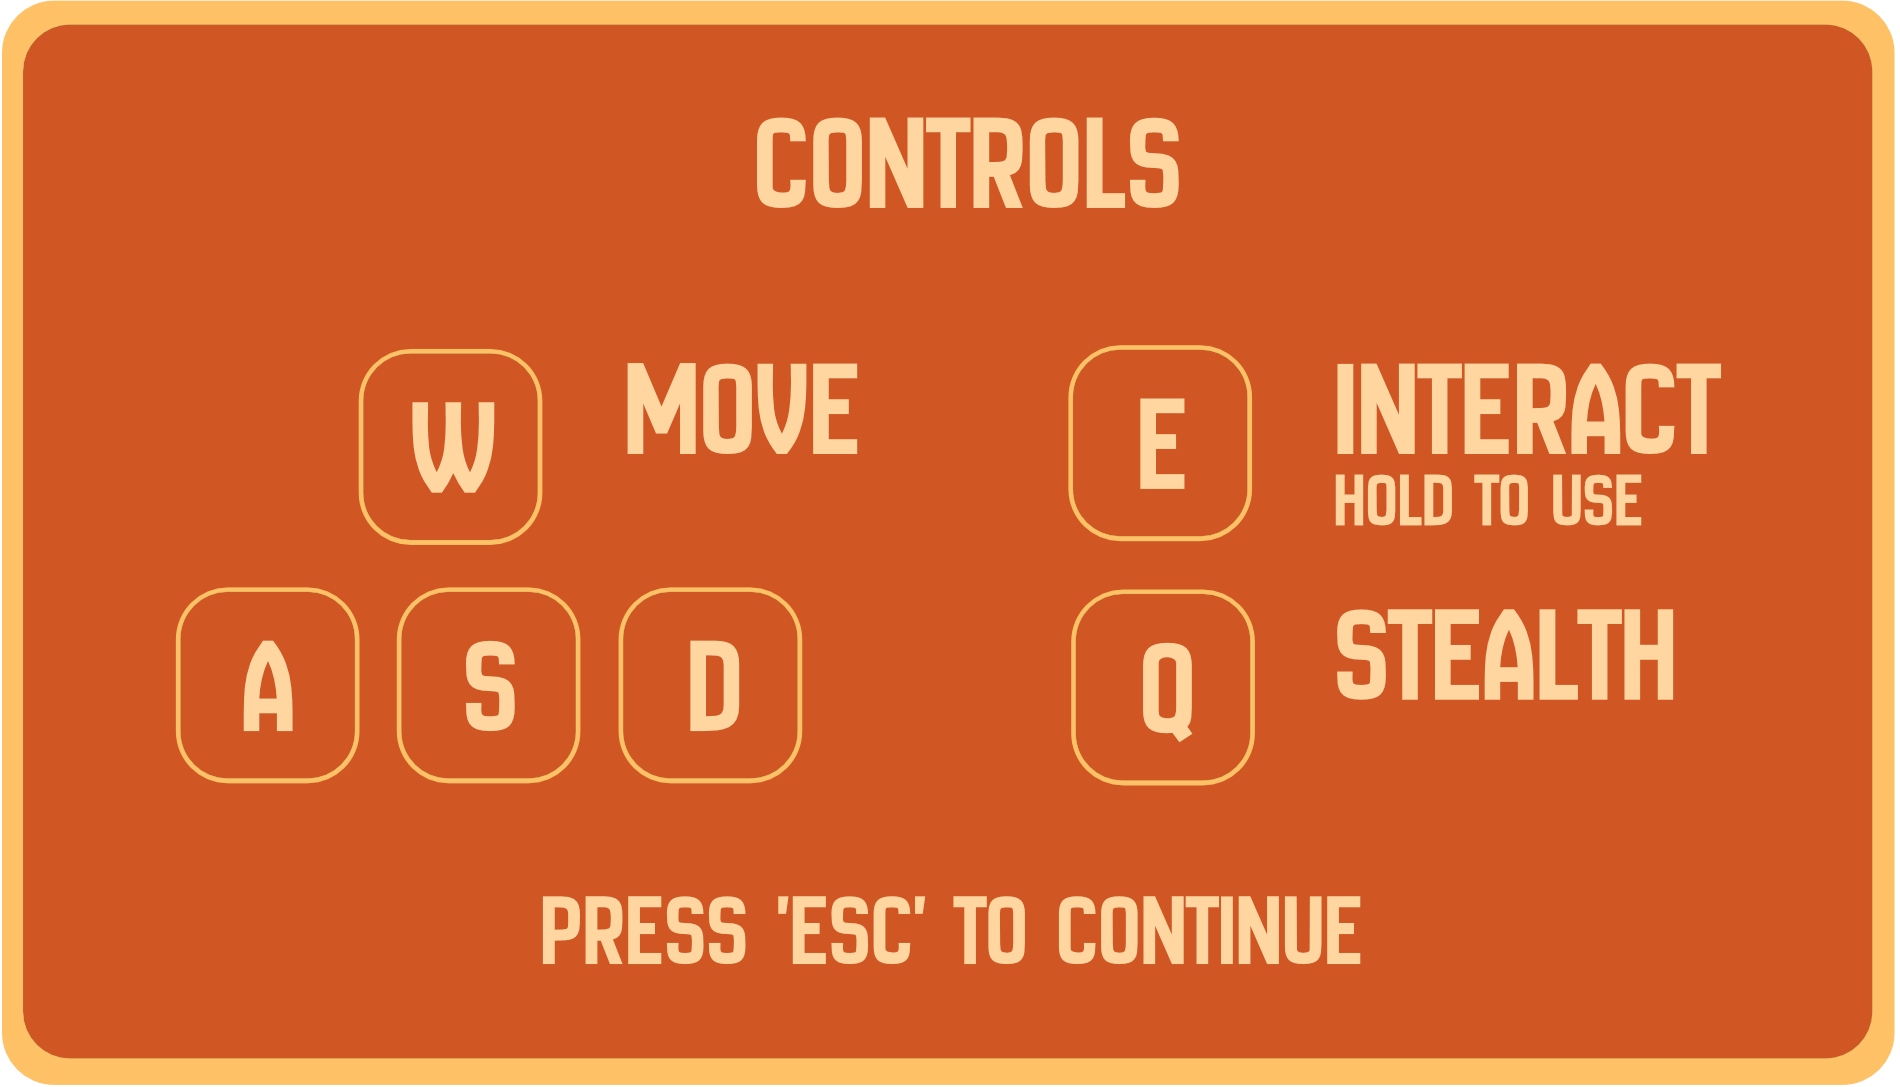 CONTROLS
W MOVE
E INTERACT
HOLD TO USE
A S D
Q STEALTH
PRESS 'ESC' TO CONTINUE